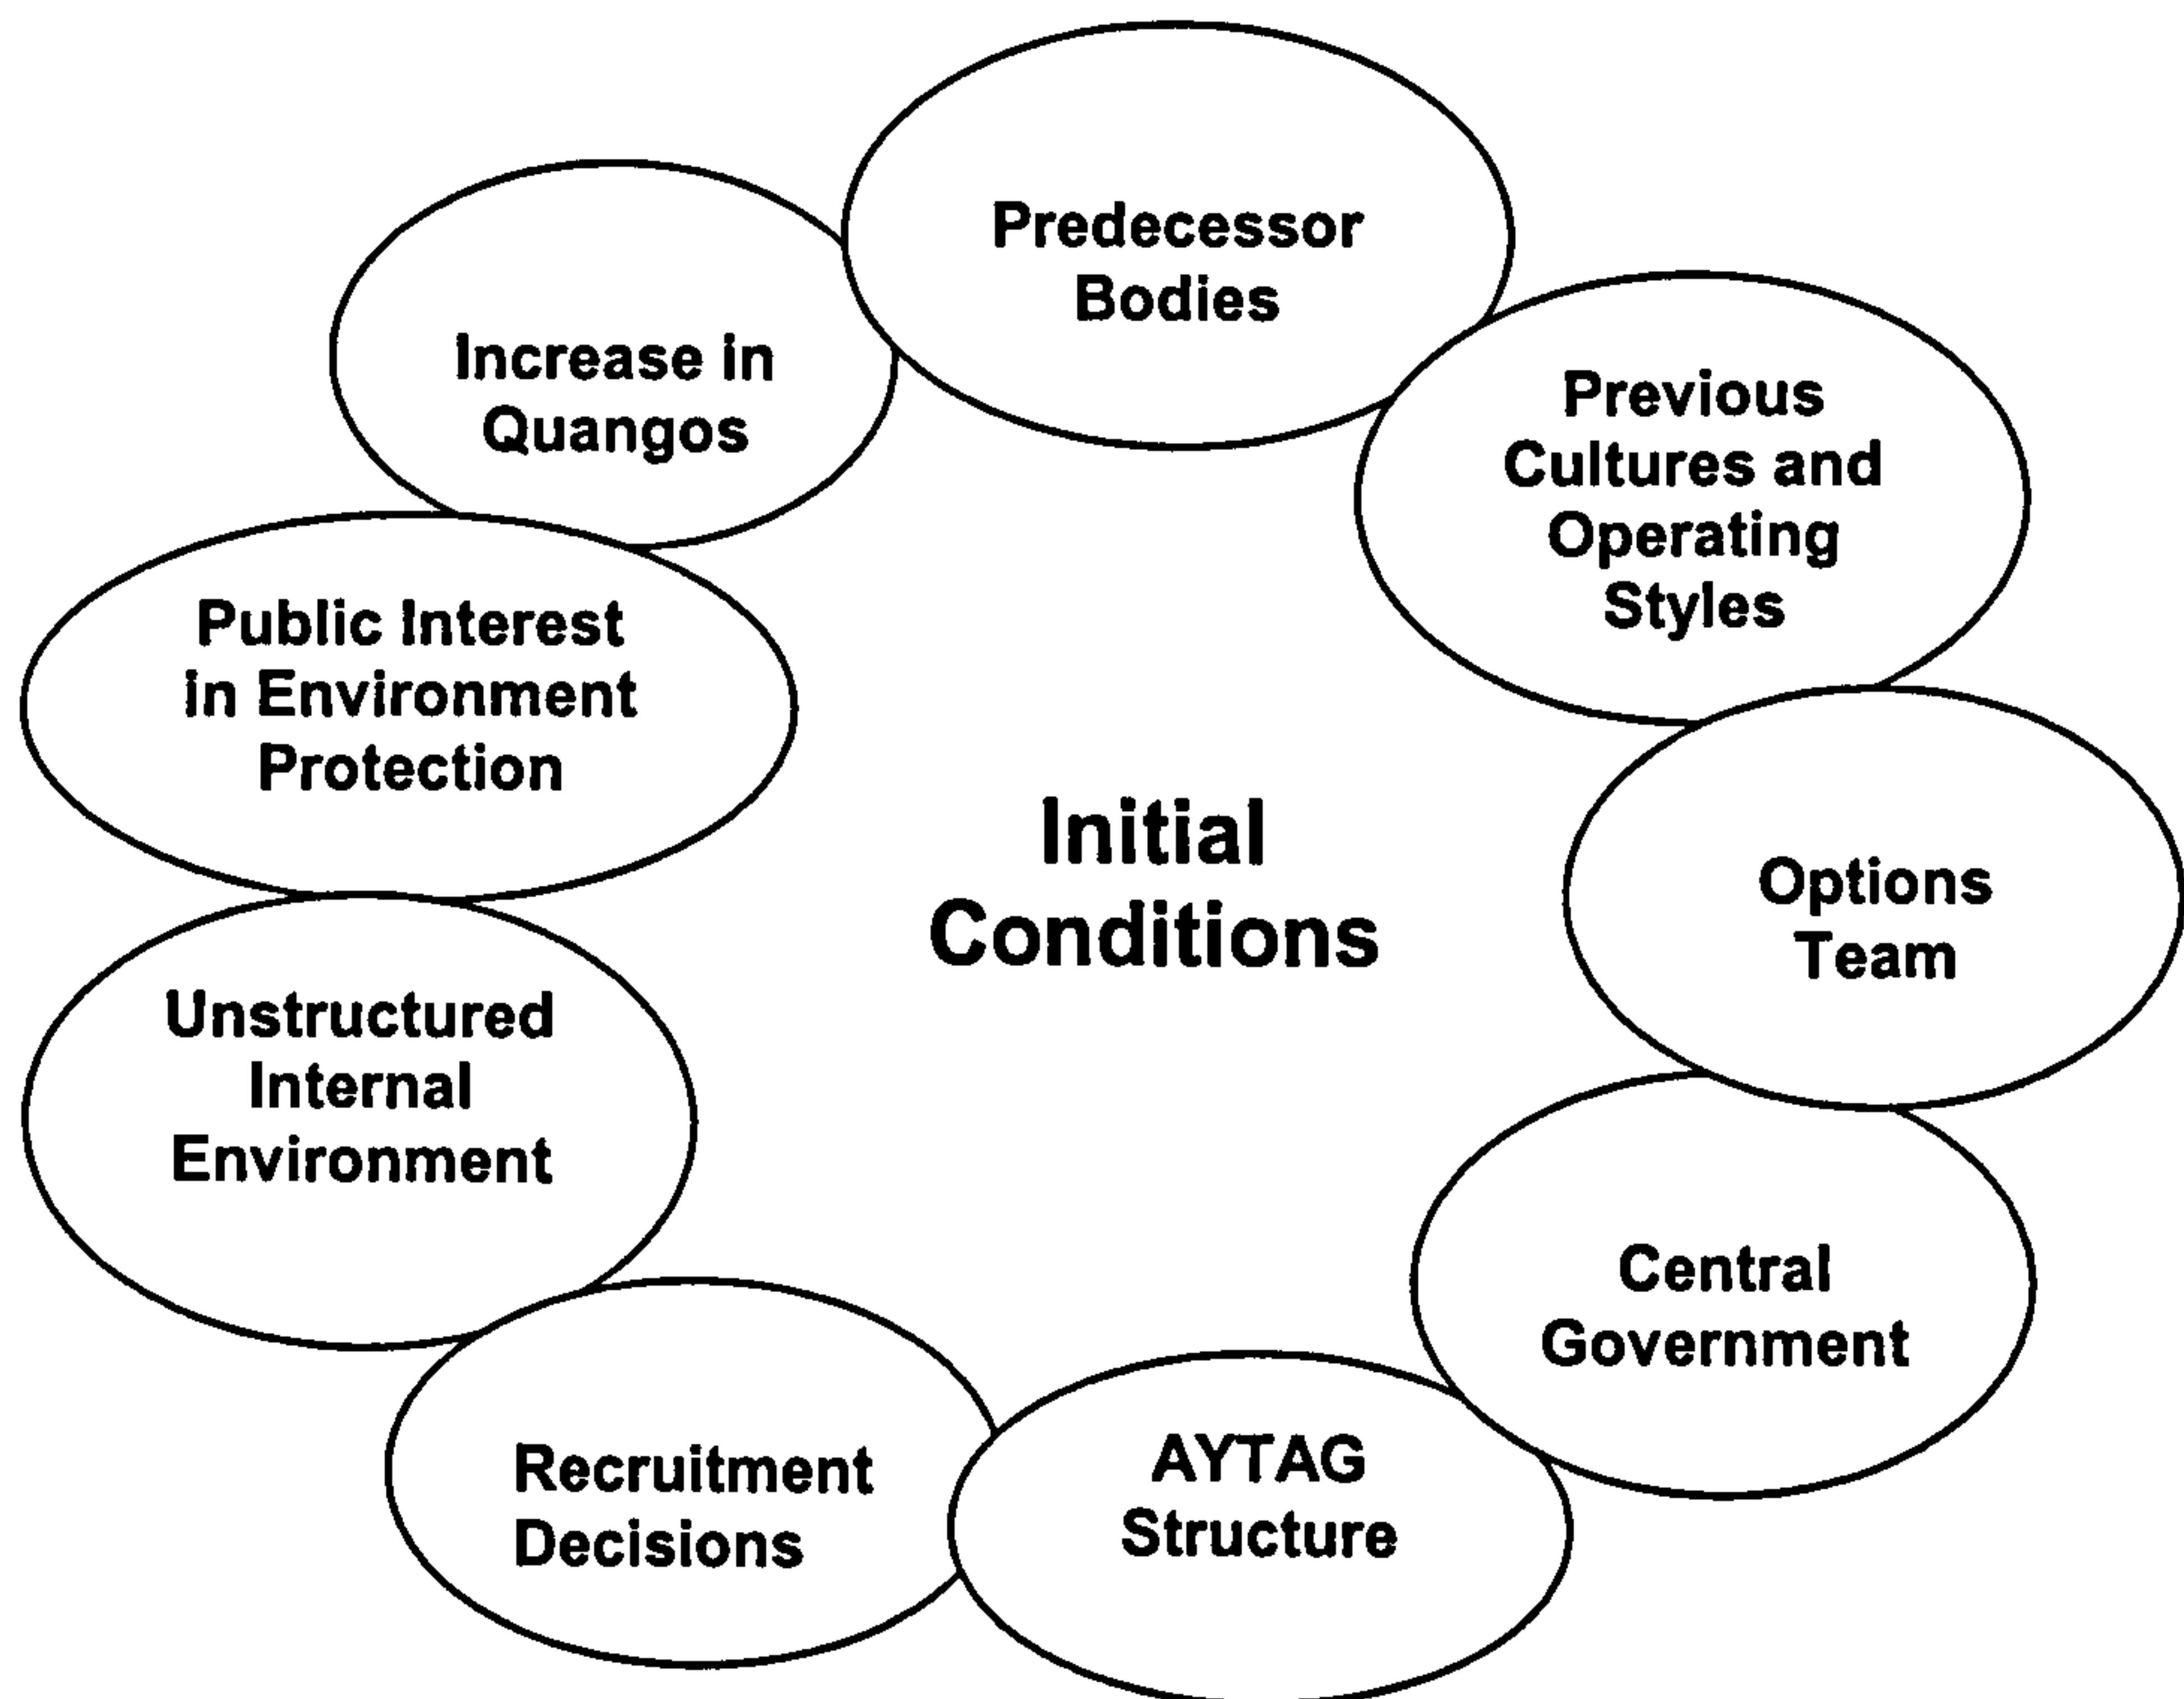 Predecessor
Bodies
Increase in
Quangos
Previous
Cultures and
Operating
Styles
Public Interest
in Environment
Protection
Initial
Conditions
Options
Team
Unstructured
Internal
Environment
Central
Government
Recruitment
Decisions
AYTAG
Structure